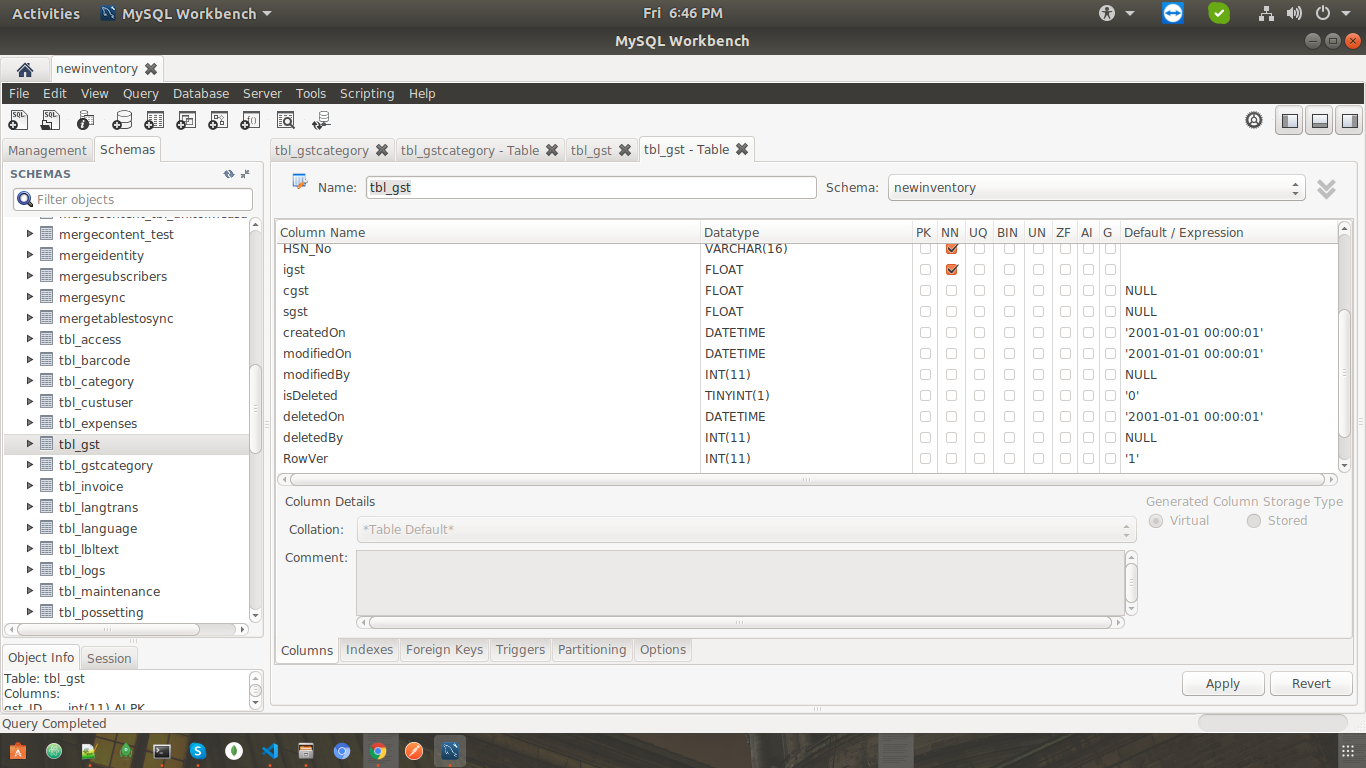 Activities MySQL Workbench Fri 6:46 PM
MySQL Workbench
newinventory
File Edit View Query Database Server Tools Scripting Help
Management Schemas
tbl_gstcategory tbl_gstcategory - Table tbl_gst tbl_gst - Table
SCHEMAS
Filter objects
mergecontent_test
mergeidentity
mergesubscribers
mergesync
mergetablestosync
tbl_access
tbl_barcode
tbl_category
tbl_custuser
tbl_expenses
tbl_gst
tbl_gstcategory
tbl_invoice
tbl_langtrans
tbl_language
tbl_lbltext
tbl_logs
tbl_maintenance
tbl_possetting
Object Info Session
Table: tbl_gst
Columns:
gst_ID int(11) AI PK
Name: tbl_gst Schema: newinventory
Column Name Datatype PK NN UQ BIN UN ZF AI G Default / Expression
HSN_No VARCHAR(16)
igst FLOAT
cgst FLOAT NULL
sgst FLOAT NULL
createdOn DATETIME '2001-01-01 00:00:01'
modifiedOn DATETIME '2001-01-01 00:00:01'
modifiedBy INT(11) NULL
isDeleted TINYINT(1) '0'
deletedOn DATETIME '2001-01-01 00:00:01'
deletedBy INT(11) NULL
RowVer INT(11) '1'
Column Details
Generated Column Storage Type
Collation: *Table Default*
Virtual Stored
Comment:
Columns Indexes Foreign Keys Triggers Partitioning Options
Apply Revert
Query Completed